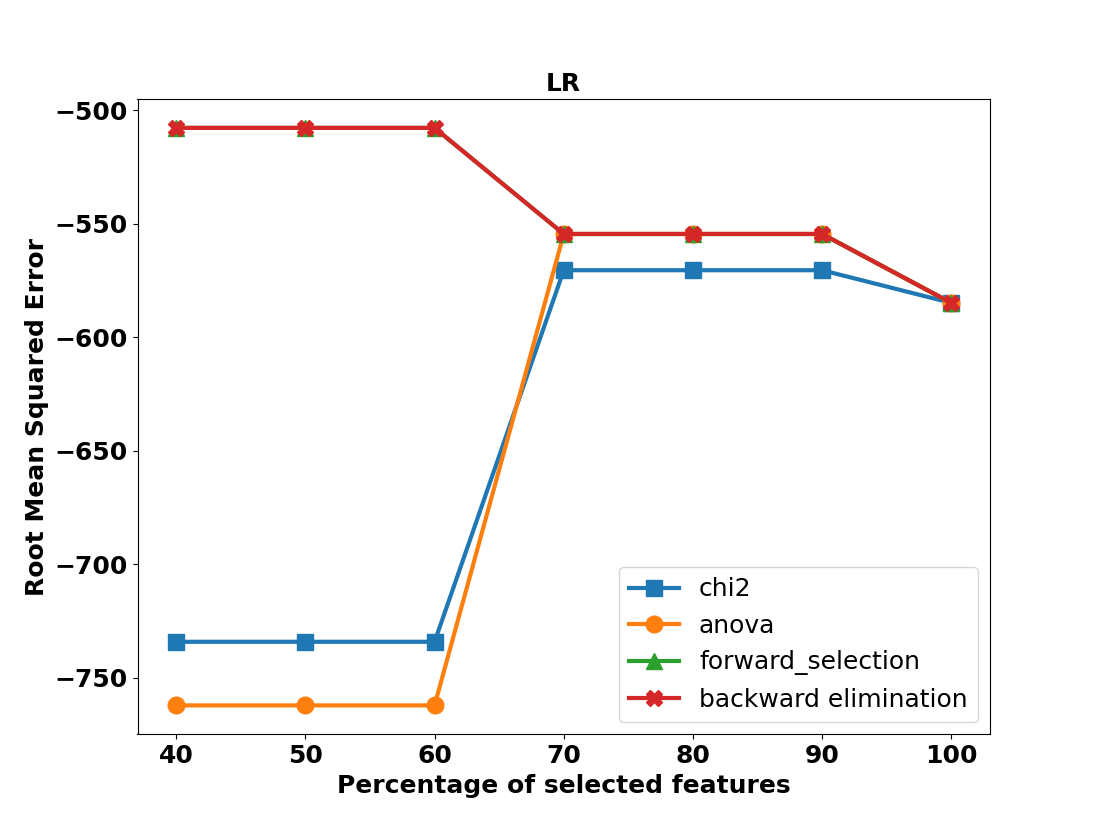 LR
Root Mean Squared Error
−500
−550
−600
−650
−700
−750
chi2
anova
forward_selection
backward elimination
40 50 60 70 80 90 100
Percentage of selected features